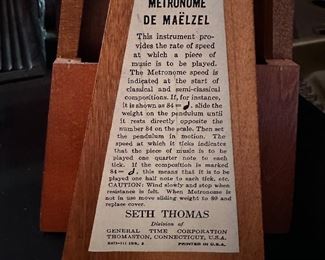 METRONOME
DE MAËLZEL
This instrument pro-
vides the rate of speed
at which a piece of
music is to be played.
The Metronome speed is
indicated at the start of
classical and semi-classical
compositions. If, for instance,
it is shown as 84=♩, slide the
weight on the pendulum until
it rests directly opposite the
number 84 on the scale. Then set
the pendulum in motion. The
speed at which it ticks indicates
that the piece of music is to be
played one quarter note to each
tick. If the composition is marked
84=𝅗𝅥, this means that it is to be
played one half note to each tick, etc.
CAUTION: Wind slowly and stop when
resistance is felt. When Metronome is
not in use move sliding weight to 80 and
replace cover.
SETH THOMAS
Division of
GENERAL TIME CORPORATION
THOMASTON, CONNECTICUT, U.S.A.
PRINTED IN U.S.A.